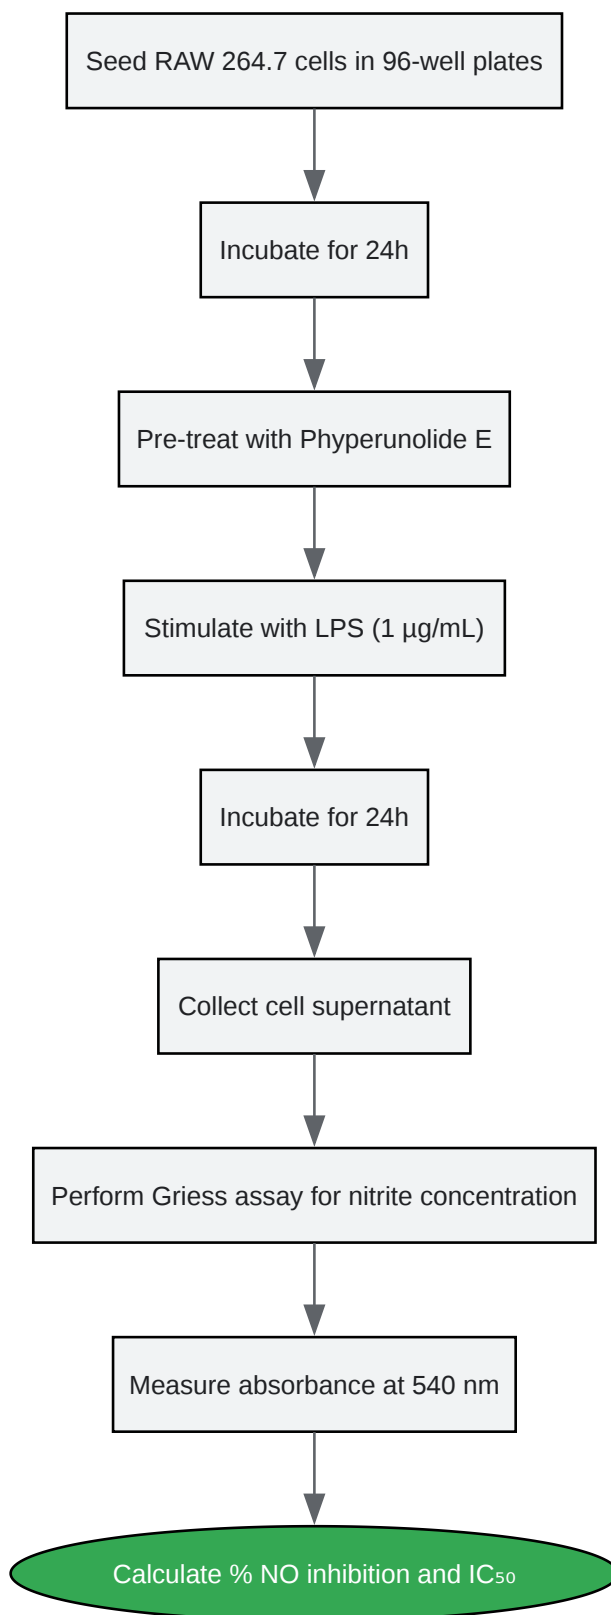 Seed RAW 264.7 cells in 96-well plates
Incubate for 24h
Pre-treat with Phyperunolide E
Stimulate with LPS (1 µg/mL)
Incubate for 24h
Collect cell supernatant
Perform Griess assay for nitrite concentration
Measure absorbance at 540 nm
Calculate % NO inhibition and IC₅₀